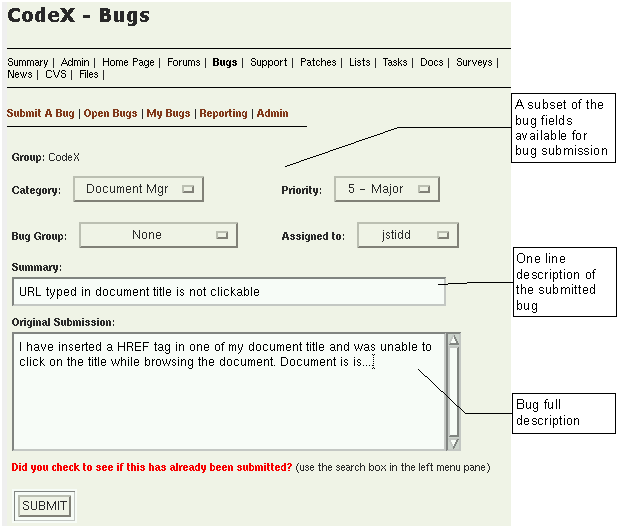 CodeX - Bugs
Summary | Admin | Home Page | Forums | Bugs | Support | Patches | Lists | Tasks | Docs | Surveys |
News | CVS | Files |
Submit A Bug | Open Bugs | My Bugs | Reporting | Admin
A subset of the
bug fields
available for
bug submission
Group: CodeX
Category: Document Mgr Priority: 5 - Major
Bug Group: None Assigned to: jstidd
Summary:
URL typed in document title is not clickable
One line
description of
the submitted
bug
Original Submission:
I have inserted a HREF tag in one of my document title and was unable to
click on the title while browsing the document. Document is is...
Bug full
description
Did you check to see if this has already been submitted? (use the search box in the left menu pane)
SUBMIT